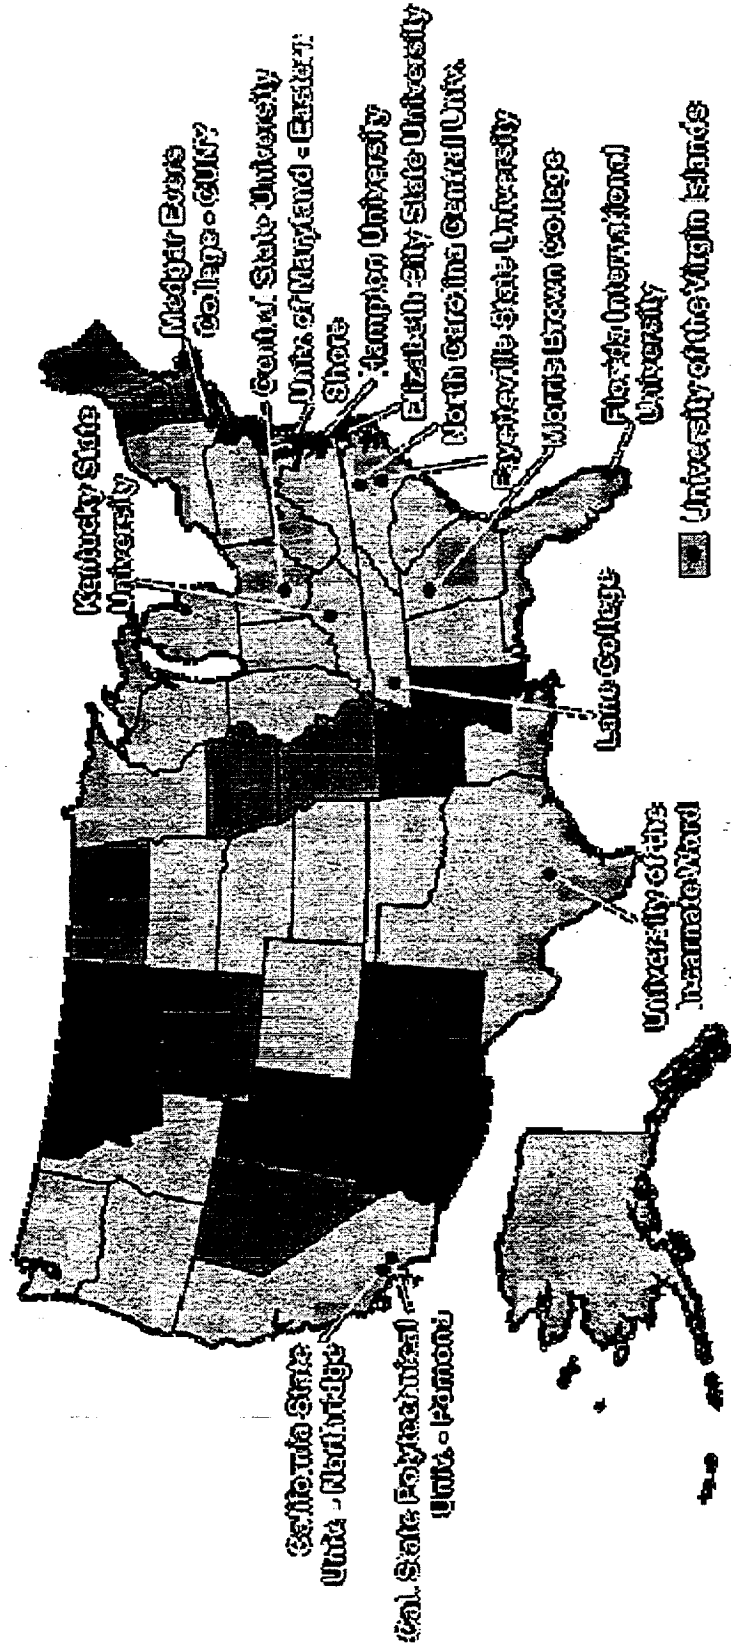 Kentucky State
University
Medgar Evers
College - CUNY
Central State University
Univ. of Maryland - Eastern
Shore
Hampton University
Elizabeth City State University
North Carolina Central Univ.
Fayetteville State University
Morris Brown College
Florida International
University
University of the Virgin Islands
Lane College
University of the
Incarnate Word
California State
Univ. - Northridge
Cal. State Polytechnical
Univ. - Pomona